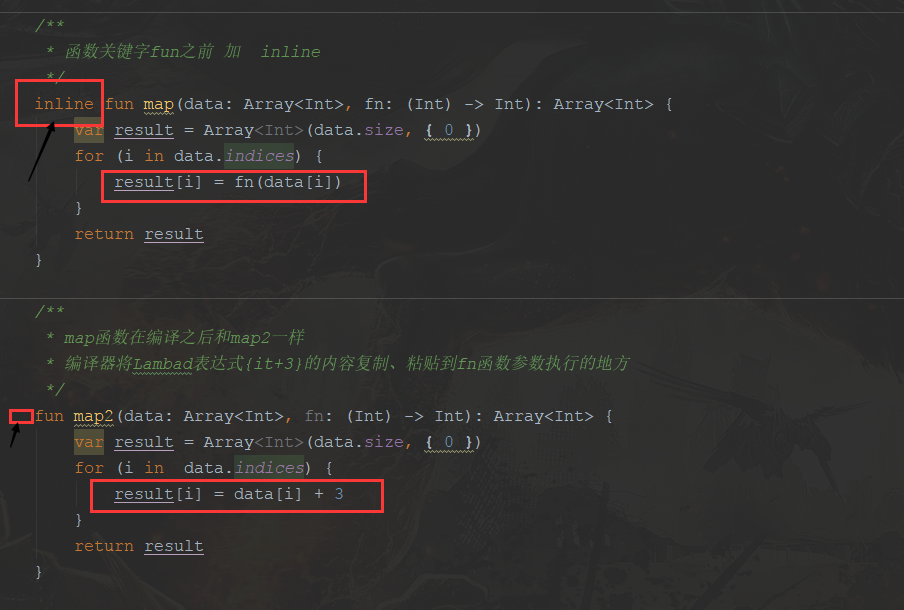 /**
* 函数关键字fun之前 加 inline
*/
inline fun map(data: Array<Int>, fn: (Int) -> Int): Array<Int> {
var result = Array<Int>(data.size, { 0 })
for (i in data.indices) {
result[i] = fn(data[i])
}
return result
}
/**
* map函数在编译之后和map2一样
* 编译器将Lambad表达式{it+3}的内容复制、粘贴到fn函数参数执行的地方
*/
fun map2(data: Array<Int>, fn: (Int) -> Int): Array<Int> {
var result = Array<Int>(data.size, { 0 })
for (i in data.indices) {
result[i] = data[i] + 3
}
return result
}